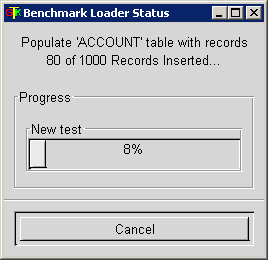 Benchmark Loader Status
Populate 'ACCOUNT' table with records
80 of 1000 Records Inserted...
Progress
New test
8%
Cancel